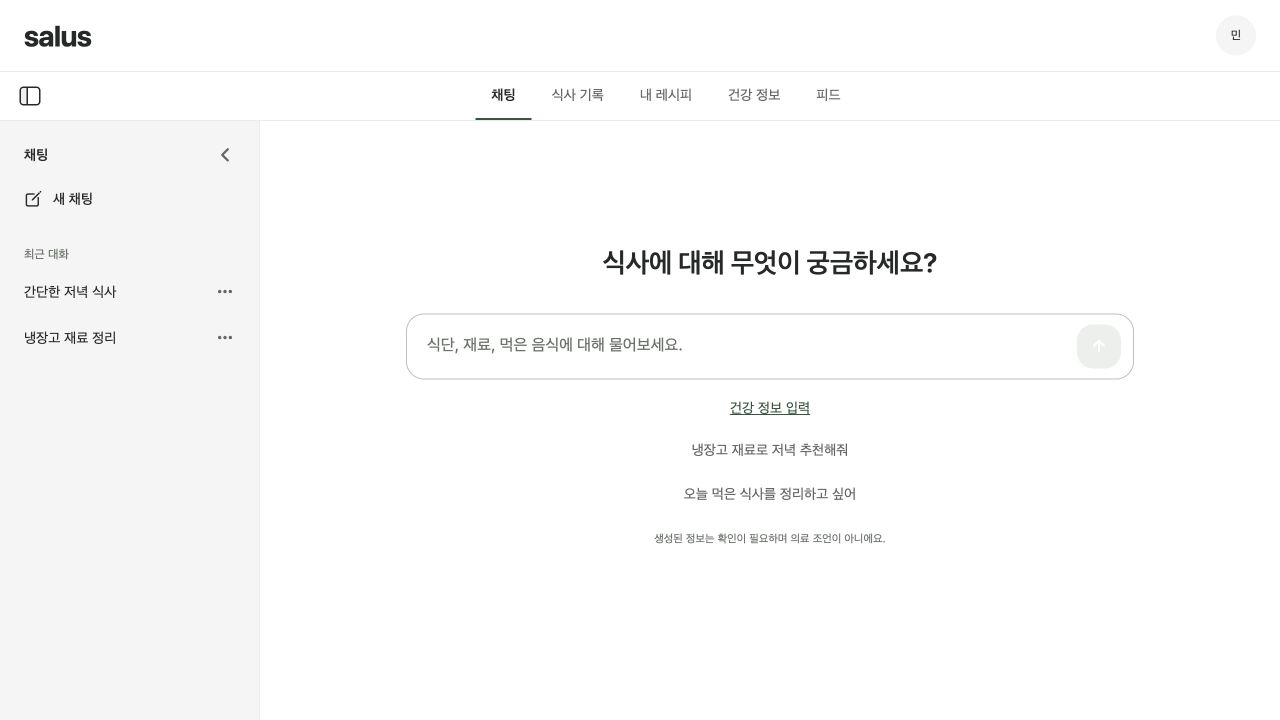 salus
민
채팅
식사 기록
내 레시피
건강 정보
피드
채팅
새 채팅
최근 대화
간단한 저녁 식사
냉장고 재료 정리
식사에 대해 무엇이 궁금하세요?
식단, 재료, 먹은 음식에 대해 물어보세요.
건강 정보 입력
냉장고 재료로 저녁 추천해줘
오늘 먹은 식사를 정리하고 싶어
생성된 정보는 확인이 필요하며 의료 조언이 아니에요.